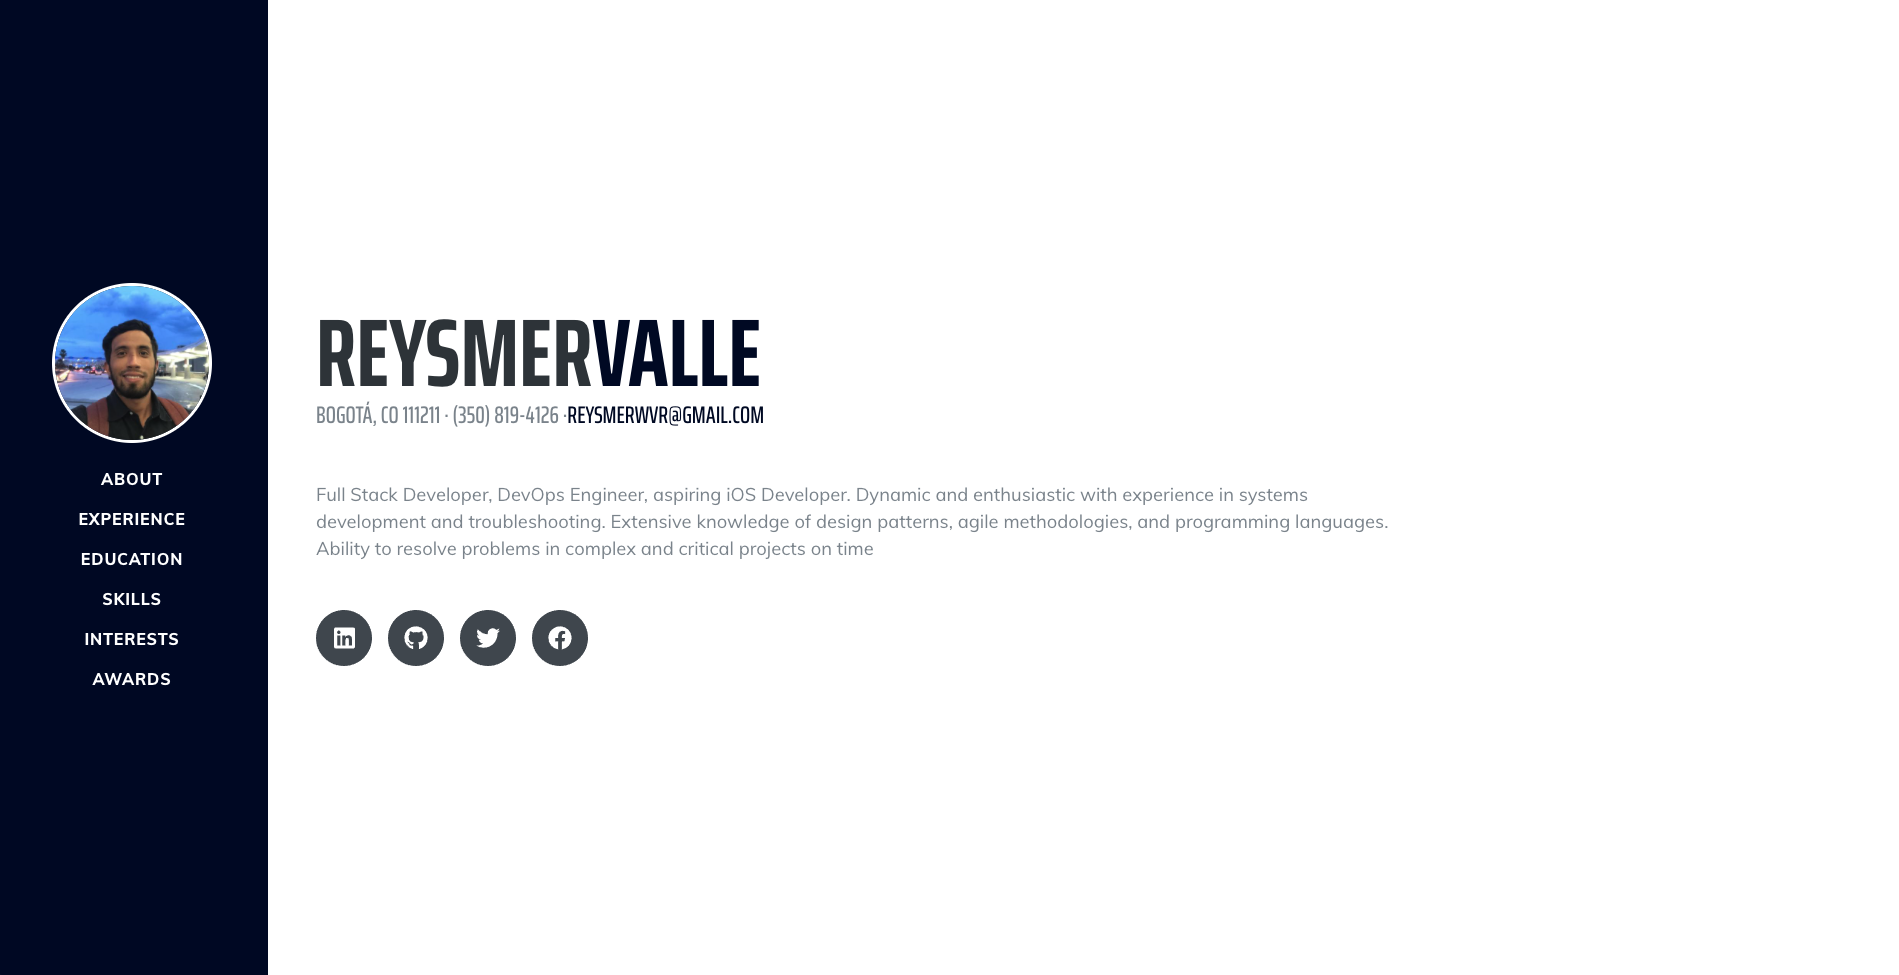 ABOUT
EXPERIENCE
EDUCATION
SKILLS
INTERESTS
AWARDS
REYSMERVALLE
BOGOTÁ, CO 111211 · (350) 819-4126 ·REYSMERWVR@GMAIL.COM
Full Stack Developer, DevOps Engineer, aspiring iOS Developer. Dynamic and enthusiastic with experience in systems
development and troubleshooting. Extensive knowledge of design patterns, agile methodologies, and programming languages.
Ability to resolve problems in complex and critical projects on time